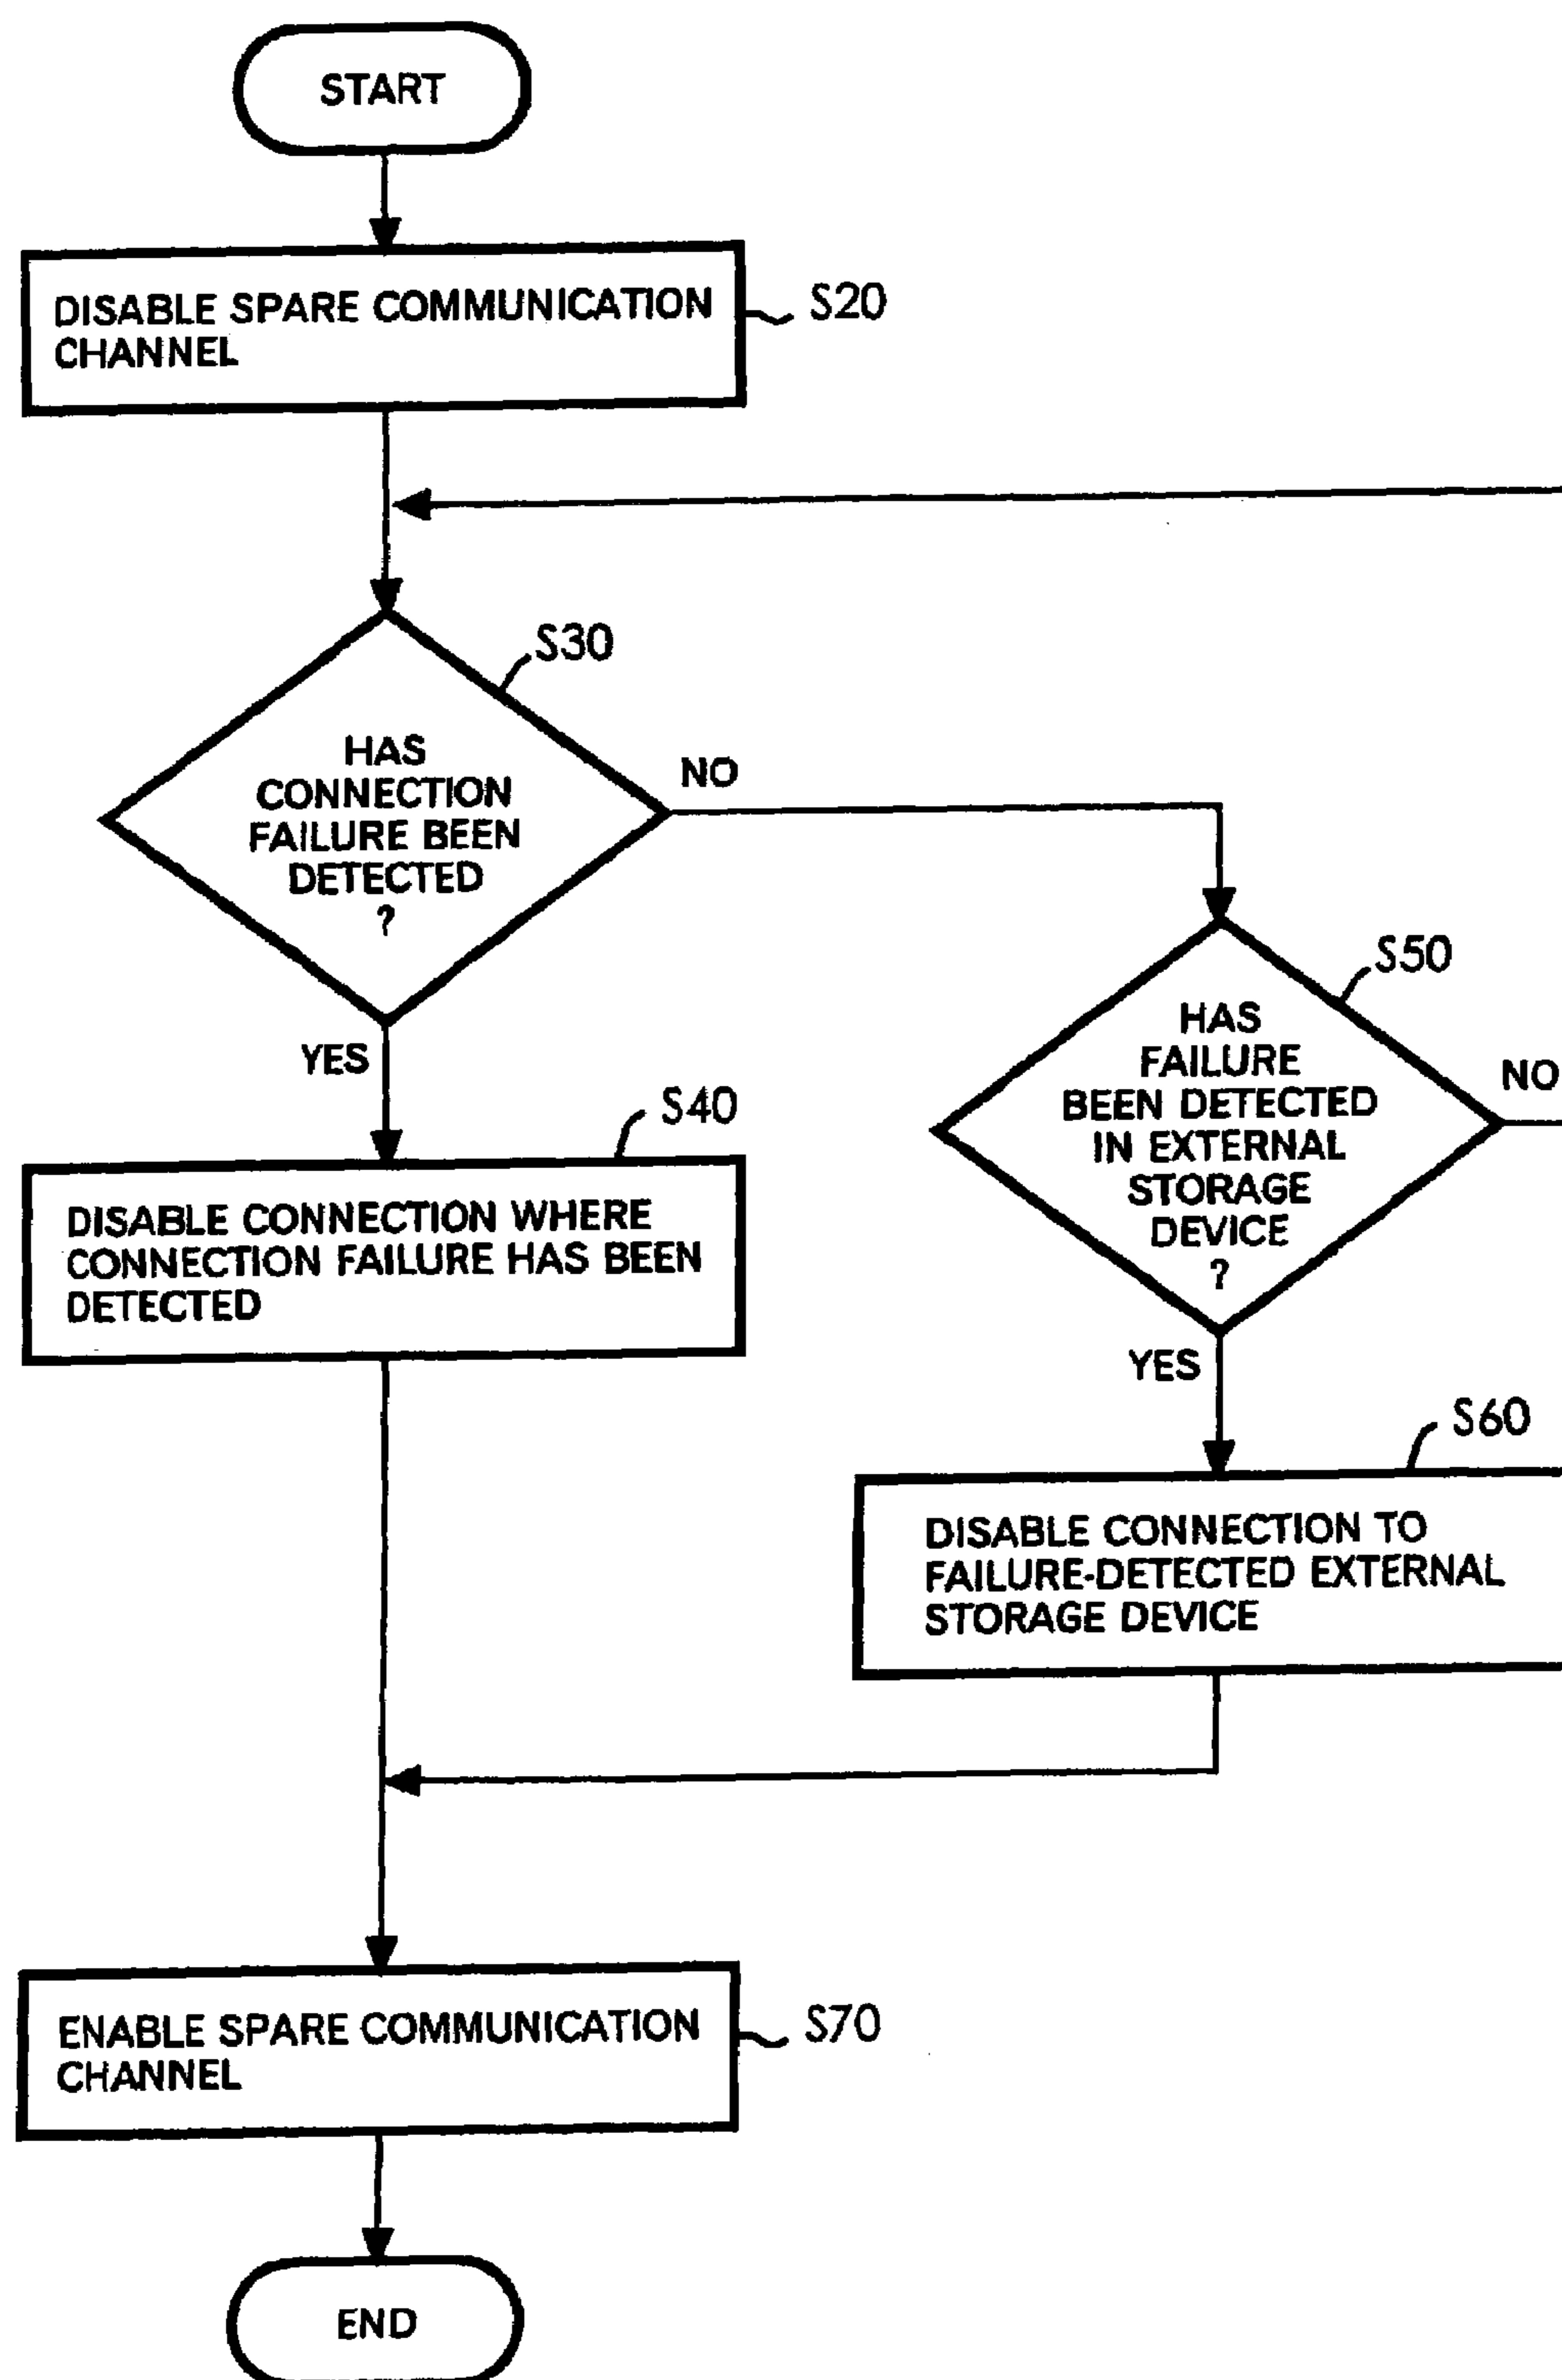 START
DISABLE SPARE COMMUNICATION
CHANNEL
S20
S30
HAS
CONNECTION
FAILURE BEEN
DETECTED
?
NO
YES
S50
HAS
FAILURE
BEEN DETECTED
IN EXTERNAL
STORAGE
DEVICE
?
NO
YES
S40
DISABLE CONNECTION WHERE
CONNECTION FAILURE HAS BEEN
DETECTED
S60
DISABLE CONNECTION TO
FAILURE-DETECTED EXTERNAL
STORAGE DEVICE
ENABLE SPARE COMMUNICATION
CHANNEL
S70
END